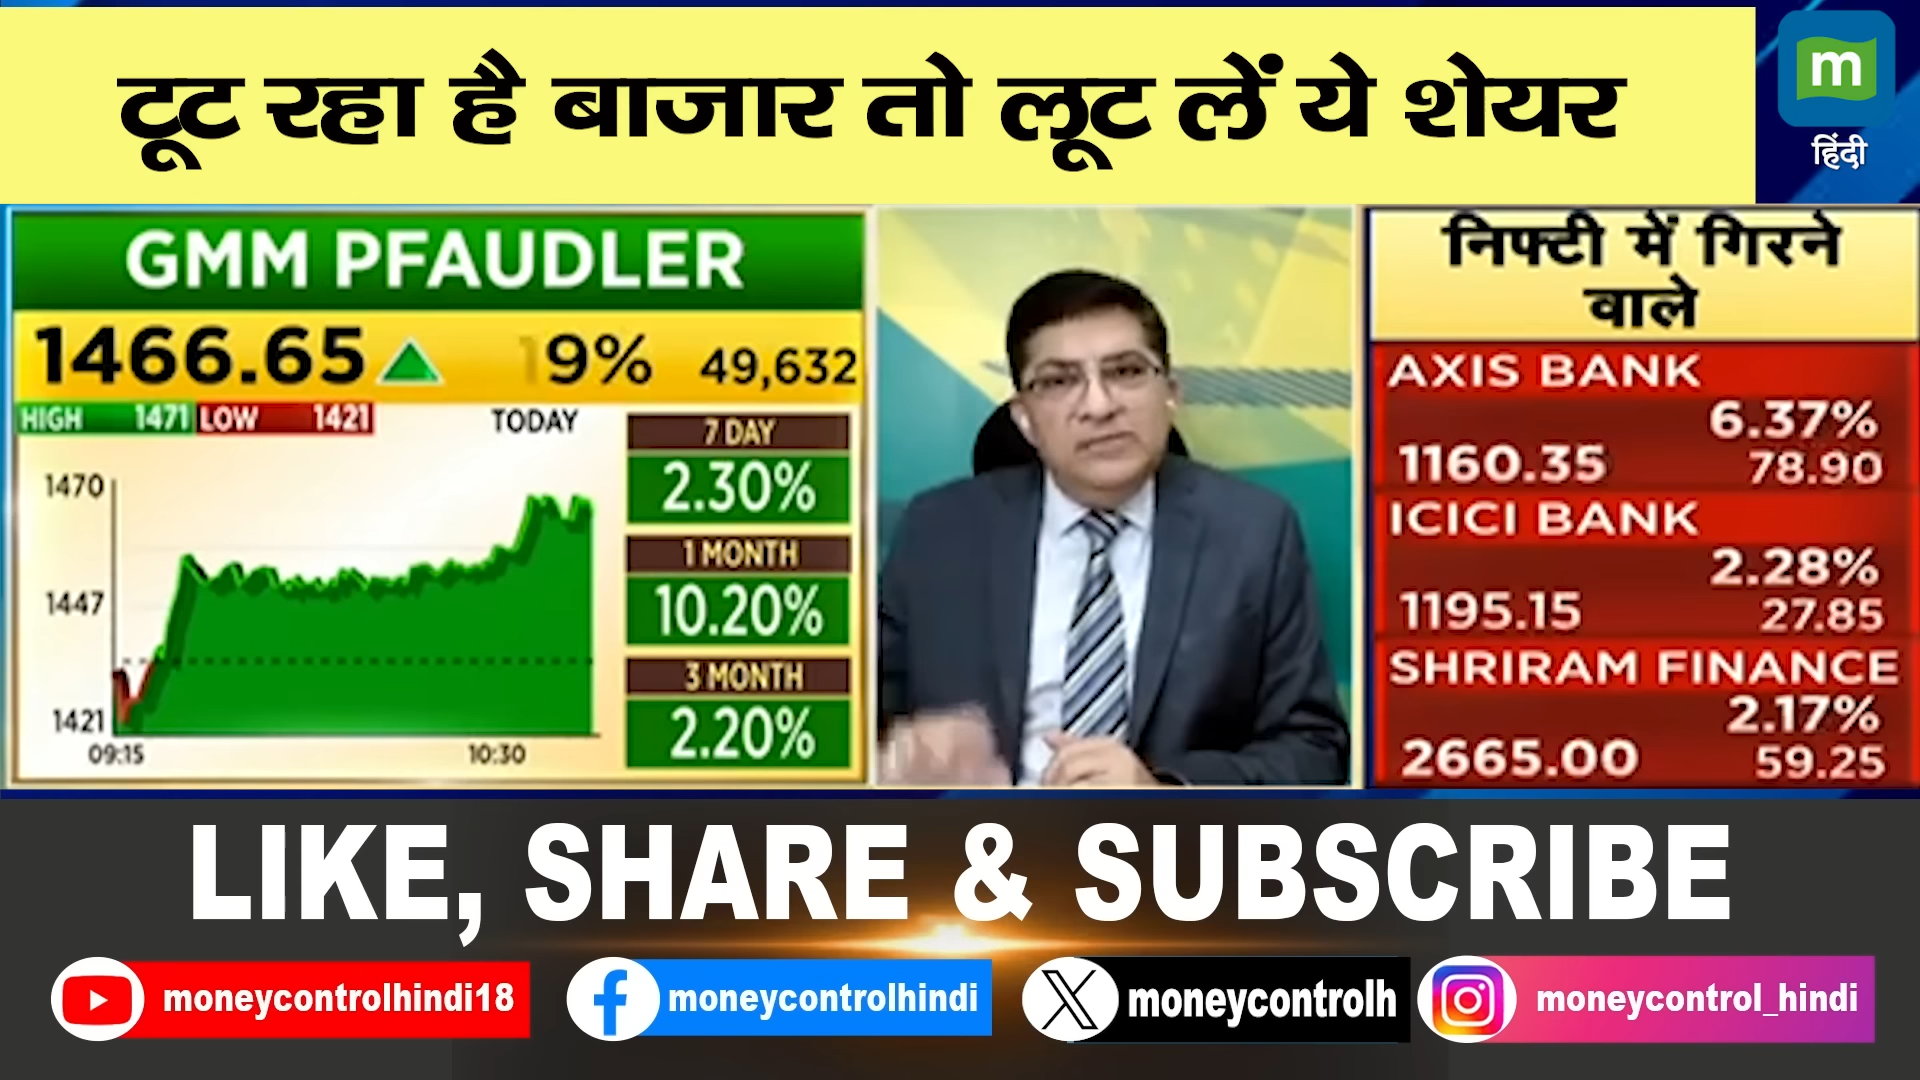 टूट रहा है बाजार तो लूट लें ये शेयर
m
हिंदी
GMM PFAUDLER
1466.65 9% 49,632
HIGH 1471 LOW 1421 TODAY
1470
1447
1421
09:15 10:30
7 DAY
2.30%
1 MONTH
10.20%
3 MONTH
2.20%
निफ्टी में गिरने
वाले
AXIS BANK
6.37%
1160.35 78.90
ICICI BANK
2.28%
1195.15 27.85
SHRIRAM FINANCE
2.17%
2665.00 59.25
LIKE, SHARE & SUBSCRIBE
moneycontrolhindi18 moneycontrolhindi moneycontrolh moneycontrol_hindi